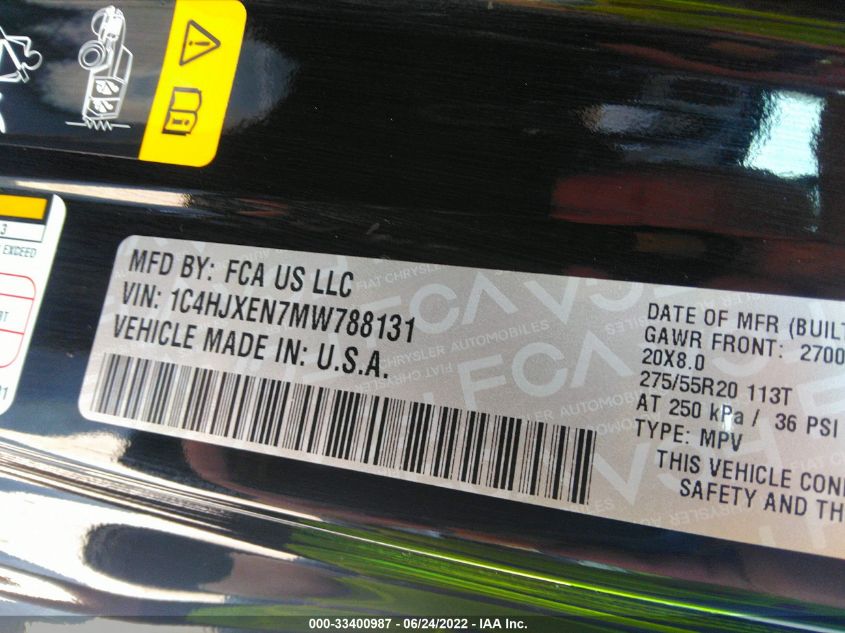 3
EXCEED
MFD BY: FCA US LLC
VIN: 1C4HJXEN7MW788131
VEHICLE MADE IN: U.S.A.
DATE OF MFR (BUILT
GAWR FRONT: 2700
20X8.0
275/55R20 113T
AT 250 kPa / 36 PSI
TYPE: MPV
THIS VEHICLE CON
SAFETY AND TH
000-33400987 - 06/24/2022 - IAA Inc.